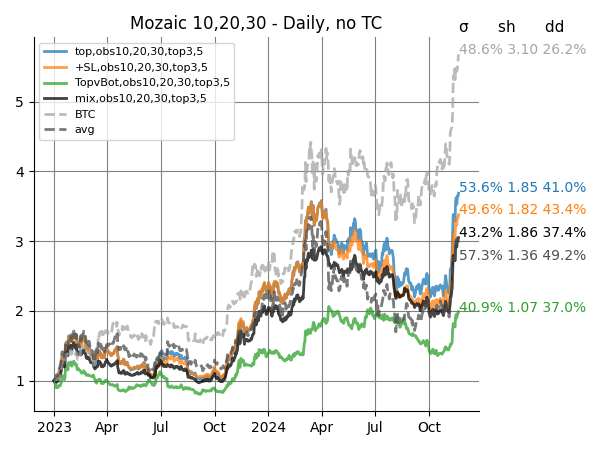 Mozaic 10,20,30 - Daily, no TC
σ sh dd
top,obs10,20,30,top3,5
+SL,obs10,20,30,top3,5
TopvBot,obs10,20,30,top3,5
mix,obs10,20,30,top3,5
BTC
avg
48.6% 3.10 26.2%
53.6% 1.85 41.0%
49.6% 1.82 43.4%
43.2% 1.86 37.4%
57.3% 1.36 49.2%
40.9% 1.07 37.0%
5
4
3
2
1
2023 Apr Jul Oct 2024 Apr Jul Oct